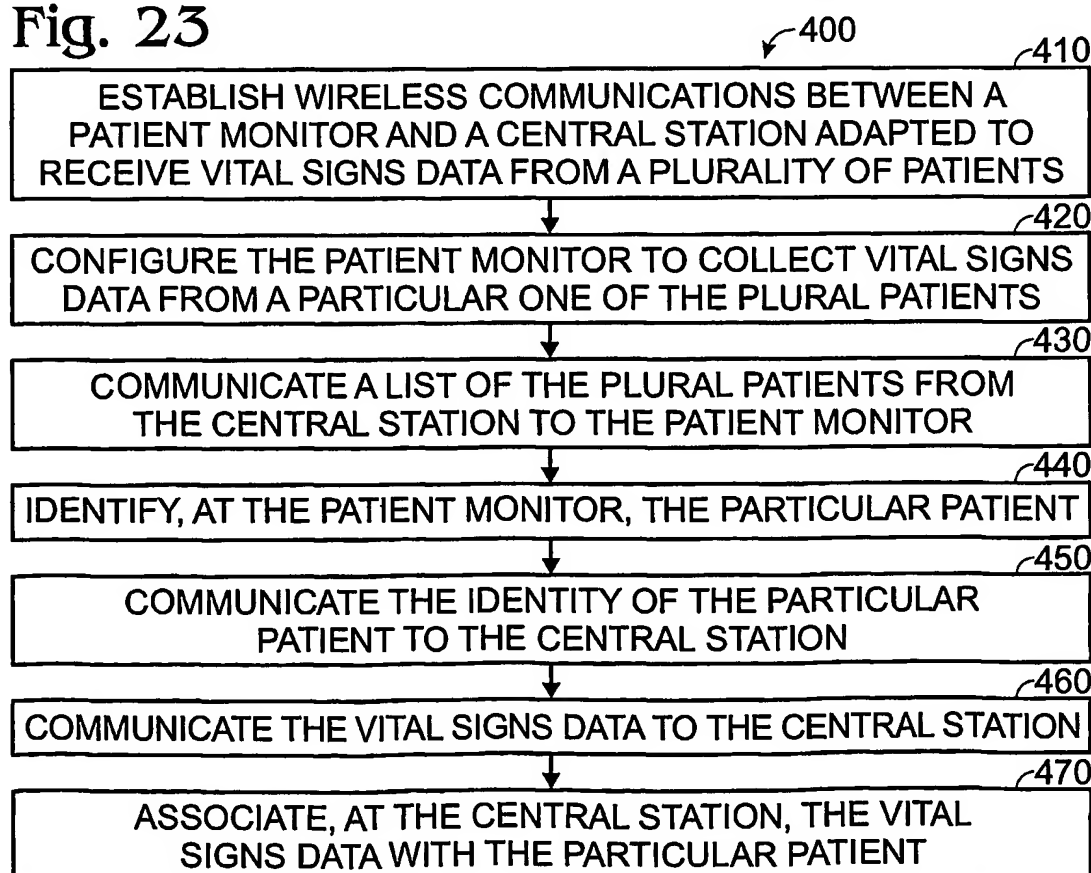 Fig. 23
400
410
ESTABLISH WIRELESS COMMUNICATIONS BETWEEN A
PATIENT MONITOR AND A CENTRAL STATION ADAPTED TO
RECEIVE VITAL SIGNS DATA FROM A PLURALITY OF PATIENTS
420
CONFIGURE THE PATIENT MONITOR TO COLLECT VITAL SIGNS
DATA FROM A PARTICULAR ONE OF THE PLURAL PATIENTS
430
COMMUNICATE A LIST OF THE PLURAL PATIENTS FROM
THE CENTRAL STATION TO THE PATIENT MONITOR
440
IDENTIFY, AT THE PATIENT MONITOR, THE PARTICULAR PATIENT
450
COMMUNICATE THE IDENTITY OF THE PARTICULAR
PATIENT TO THE CENTRAL STATION
460
COMMUNICATE THE VITAL SIGNS DATA TO THE CENTRAL STATION
470
ASSOCIATE, AT THE CENTRAL STATION, THE VITAL
SIGNS DATA WITH THE PARTICULAR PATIENT